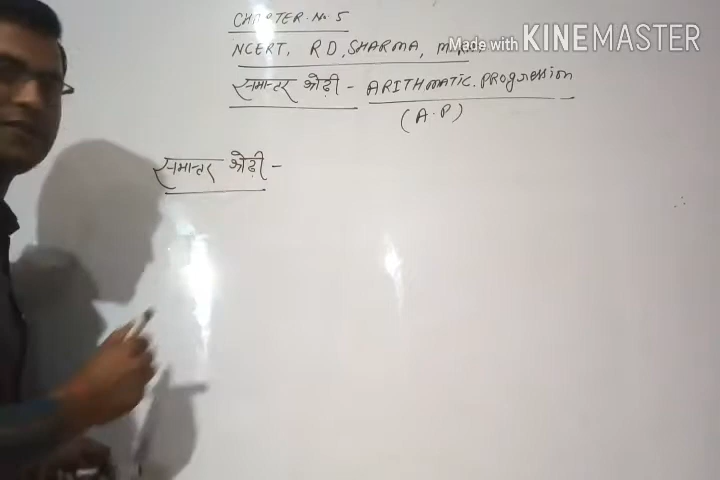 CHAPTER. No. 5
NCERT, RD, SHARMA, M
Made with KINEMASTER
समान्तर श्रेढ़ी - ARITHMATIC. PROgression
(A.P)
समान्तर श्रेढ़ी -